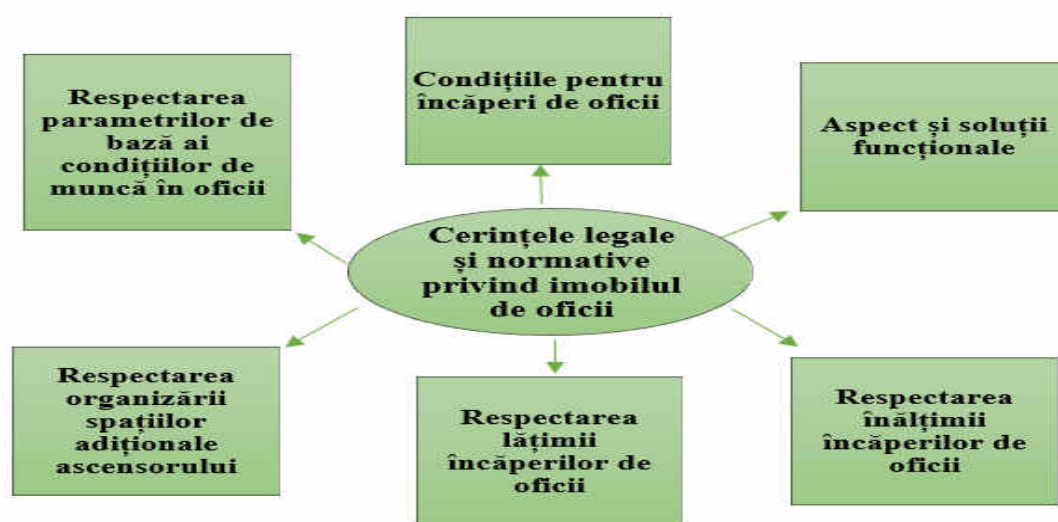 Condițiile pentru
încăperi de oficii
Respectarea
parametrilor de
bază ai
condițiilor de
muncă în oficii
Aspect și soluții
funcționale
Cerințele legale
și normative
privind imobilul
de oficii
Respectarea
organizării
spațiilor
adiționale
ascensorului
Respectarea
lățimii
încăperilor de
oficii
Respectarea
înălțimii
încăperilor de
oficii